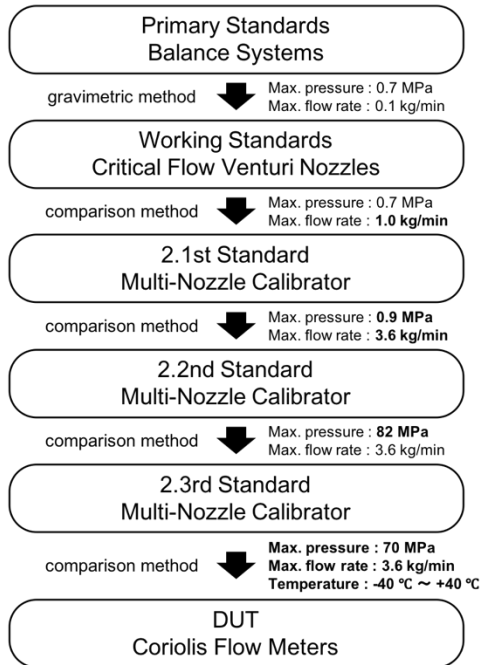 Primary Standards
Balance Systems
gravimetric method
Max. pressure : 0.7 MPa
Max. flow rate : 0.1 kg/min
Working Standards
Critical Flow Venturi Nozzles
comparison method
Max. pressure : 0.7 MPa
Max. flow rate : 1.0 kg/min
2.1st Standard
Multi-Nozzle Calibrator
comparison method
Max. pressure : 0.9 MPa
Max. flow rate : 3.6 kg/min
2.2nd Standard
Multi-Nozzle Calibrator
comparison method
Max. pressure : 82 MPa
Max. flow rate : 3.6 kg/min
2.3rd Standard
Multi-Nozzle Calibrator
comparison method
Max. pressure : 70 MPa
Max. flow rate : 3.6 kg/min
Temperature : -40 ℃ ~ +40 ℃
DUT
Coriolis Flow Meters